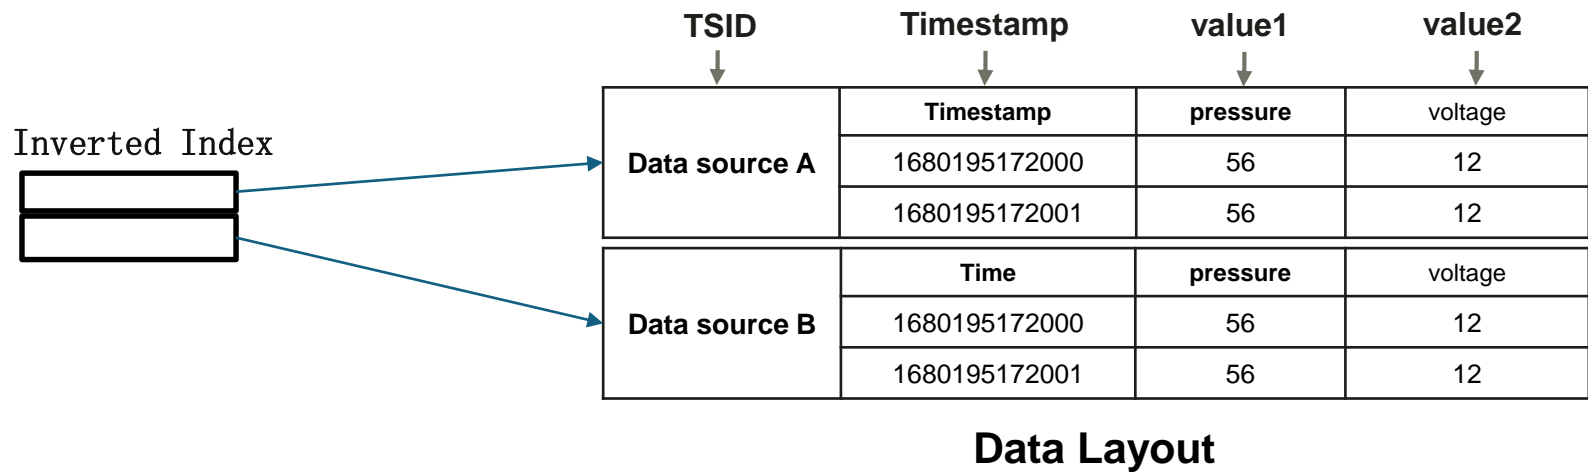 TSID Timestamp value1 value2
Inverted Index
Data source A
Timestamp pressure voltage
1680195172000 56 12
1680195172001 56 12
Data source B
Time pressure voltage
1680195172000 56 12
1680195172001 56 12
Data Layout